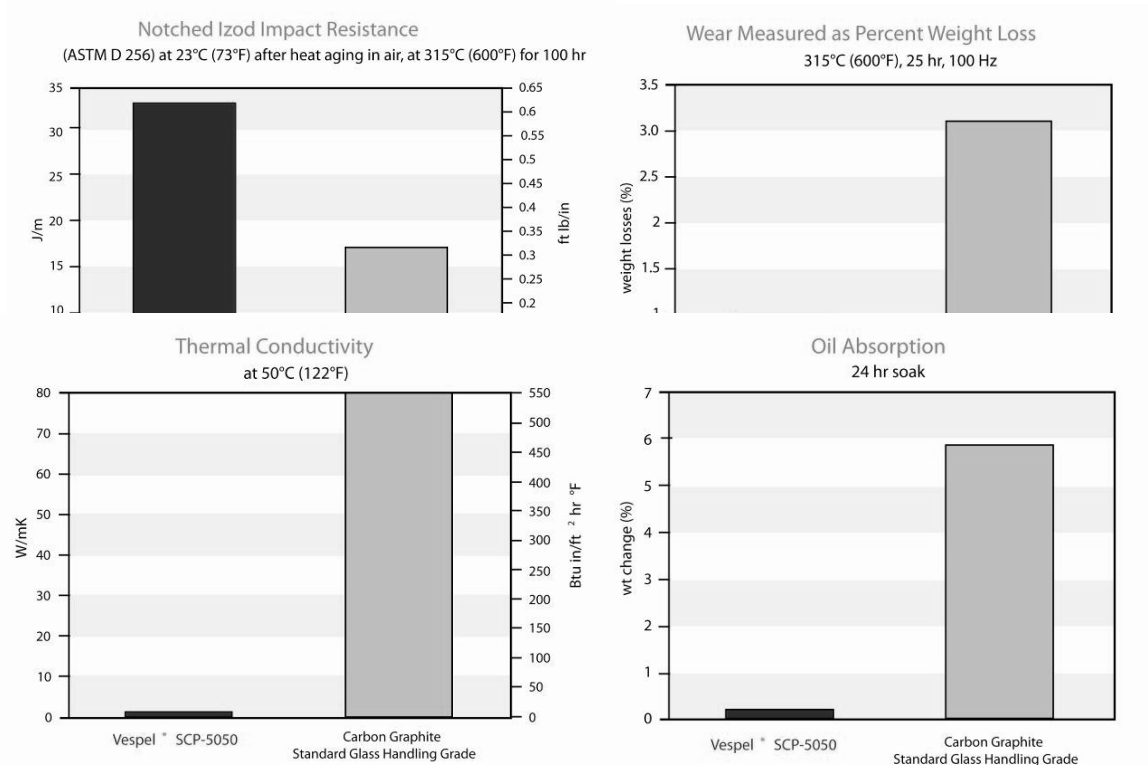 Notched Izod Impact Resistance
(ASTM D 256) at 23°C (73°F) after heat aging in air, at 315°C (600°F) for 100 hr
35
30
25
20
15
10
J/m
0.65
0.6
0.55
0.5
0.45
0.4
0.35
0.3
0.25
0.2
ft lb/in
Wear Measured as Percent Weight Loss
315°C (600°F), 25 hr, 100 Hz
3.5
3.0
2.5
2
1.5
1
weight losses (%)
Thermal Conductivity
at 50°C (122°F)
80
70
60
50
40
30
20
10
0
W/mK
550
500
450
400
350
300
250
200
150
100
50
0
Btu in/ft 2 hr °F
Vespel ® SCP-5050
Carbon Graphite
Standard Glass Handling Grade
Oil Absorption
24 hr soak
7
6
5
4
3
2
1
0
wt change (%)
Vespel ® SCP-5050
Carbon Graphite
Standard Glass Handling Grade